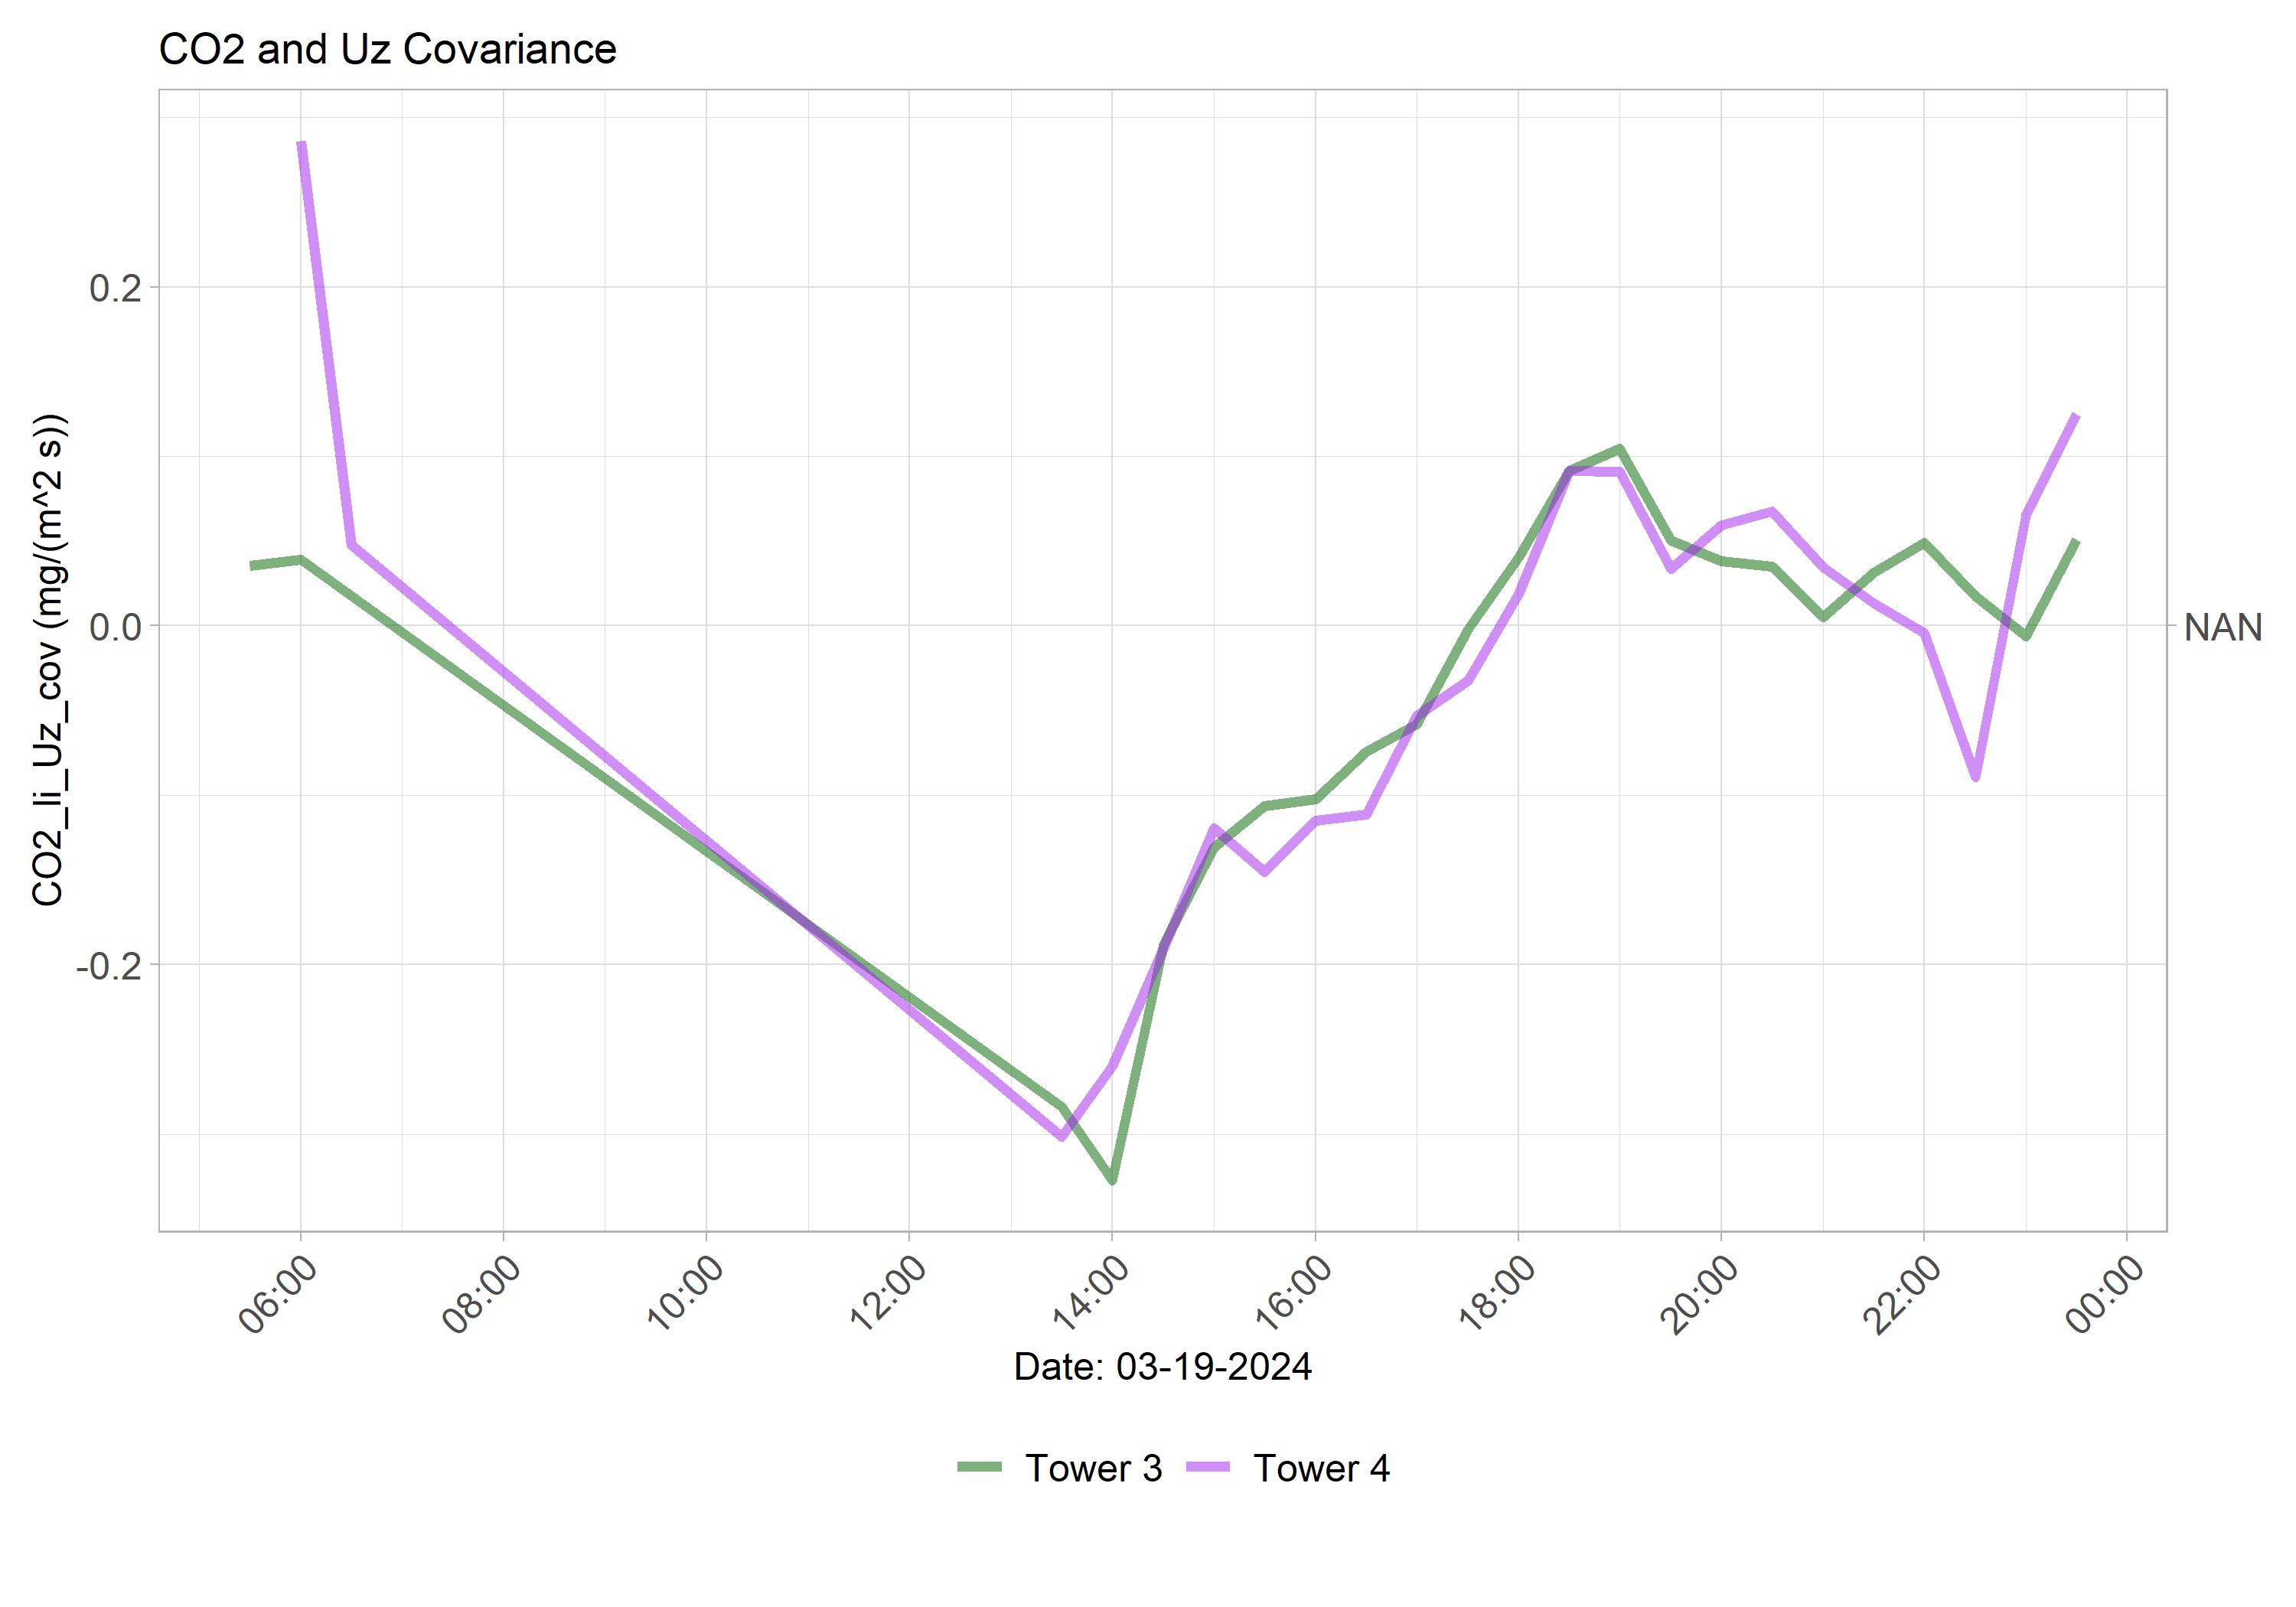 CO2 and Uz Covariance
CO2_li_Uz_cov (mg/(m^2 s))
0.2
0.0
-0.2
NAN
06:00
08:00
10:00
12:00
14:00
16:00
18:00
20:00
22:00
00:00
Date: 03-19-2024
Tower 3 Tower 4